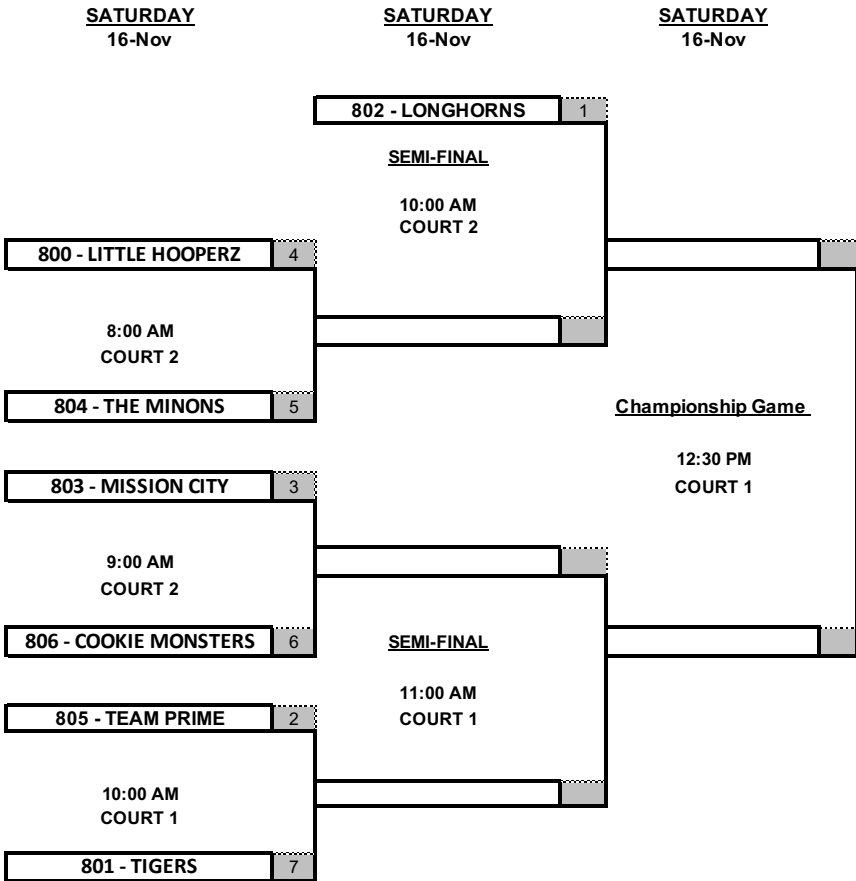 SATURDAY SATURDAY SATURDAY
16-Nov 16-Nov 16-Nov
802 - LONGHORNS 1
SEMI-FINAL
10:00 AM
COURT 2
800 - LITTLE HOOPERZ 4
8:00 AM
COURT 2
804 - THE MINONS 5
Championship Game
12:30 PM
COURT 1
803 - MISSION CITY 3
9:00 AM
COURT 2
806 - COOKIE MONSTERS 6
SEMI-FINAL
11:00 AM
COURT 1
805 - TEAM PRIME 2
10:00 AM
COURT 1
801 - TIGERS 7